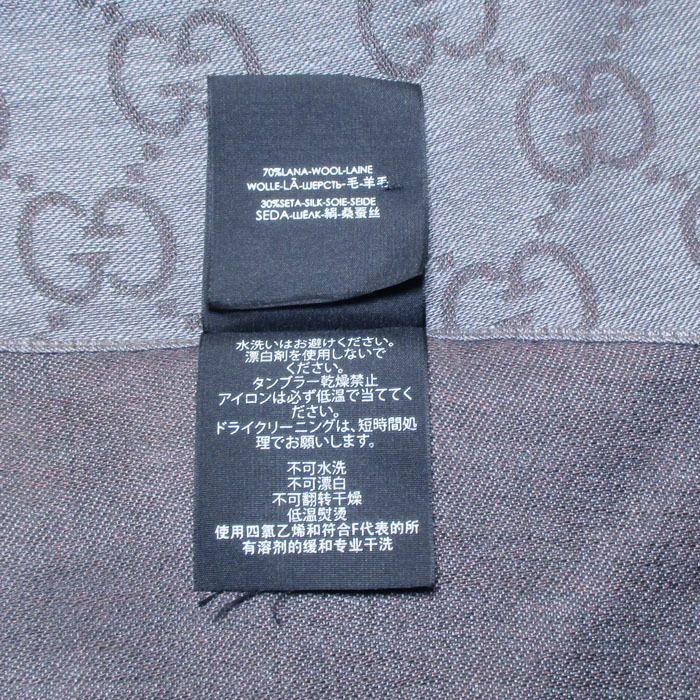 70%LANA-WOOL-LAINE
WOLLE-LÃ-ШЕРСТЬ-毛-羊毛
30%SETA-SILK-SOIE-SEIDE
SEDA-ШЁЛК-絹-桑蚕丝
水洗いはお避けください。
漂白剤を使用しないで
ください。
タンブラー乾燥禁止
アイロンは必ず低温で当ててく
ださい。
ドライクリーニングは、短時間処
理でお願いします。
不可水洗
不可漂白
不可翻转干燥
低温熨烫
使用四氯乙烯和符合F代表的所
有溶剂的缓和专业干洗